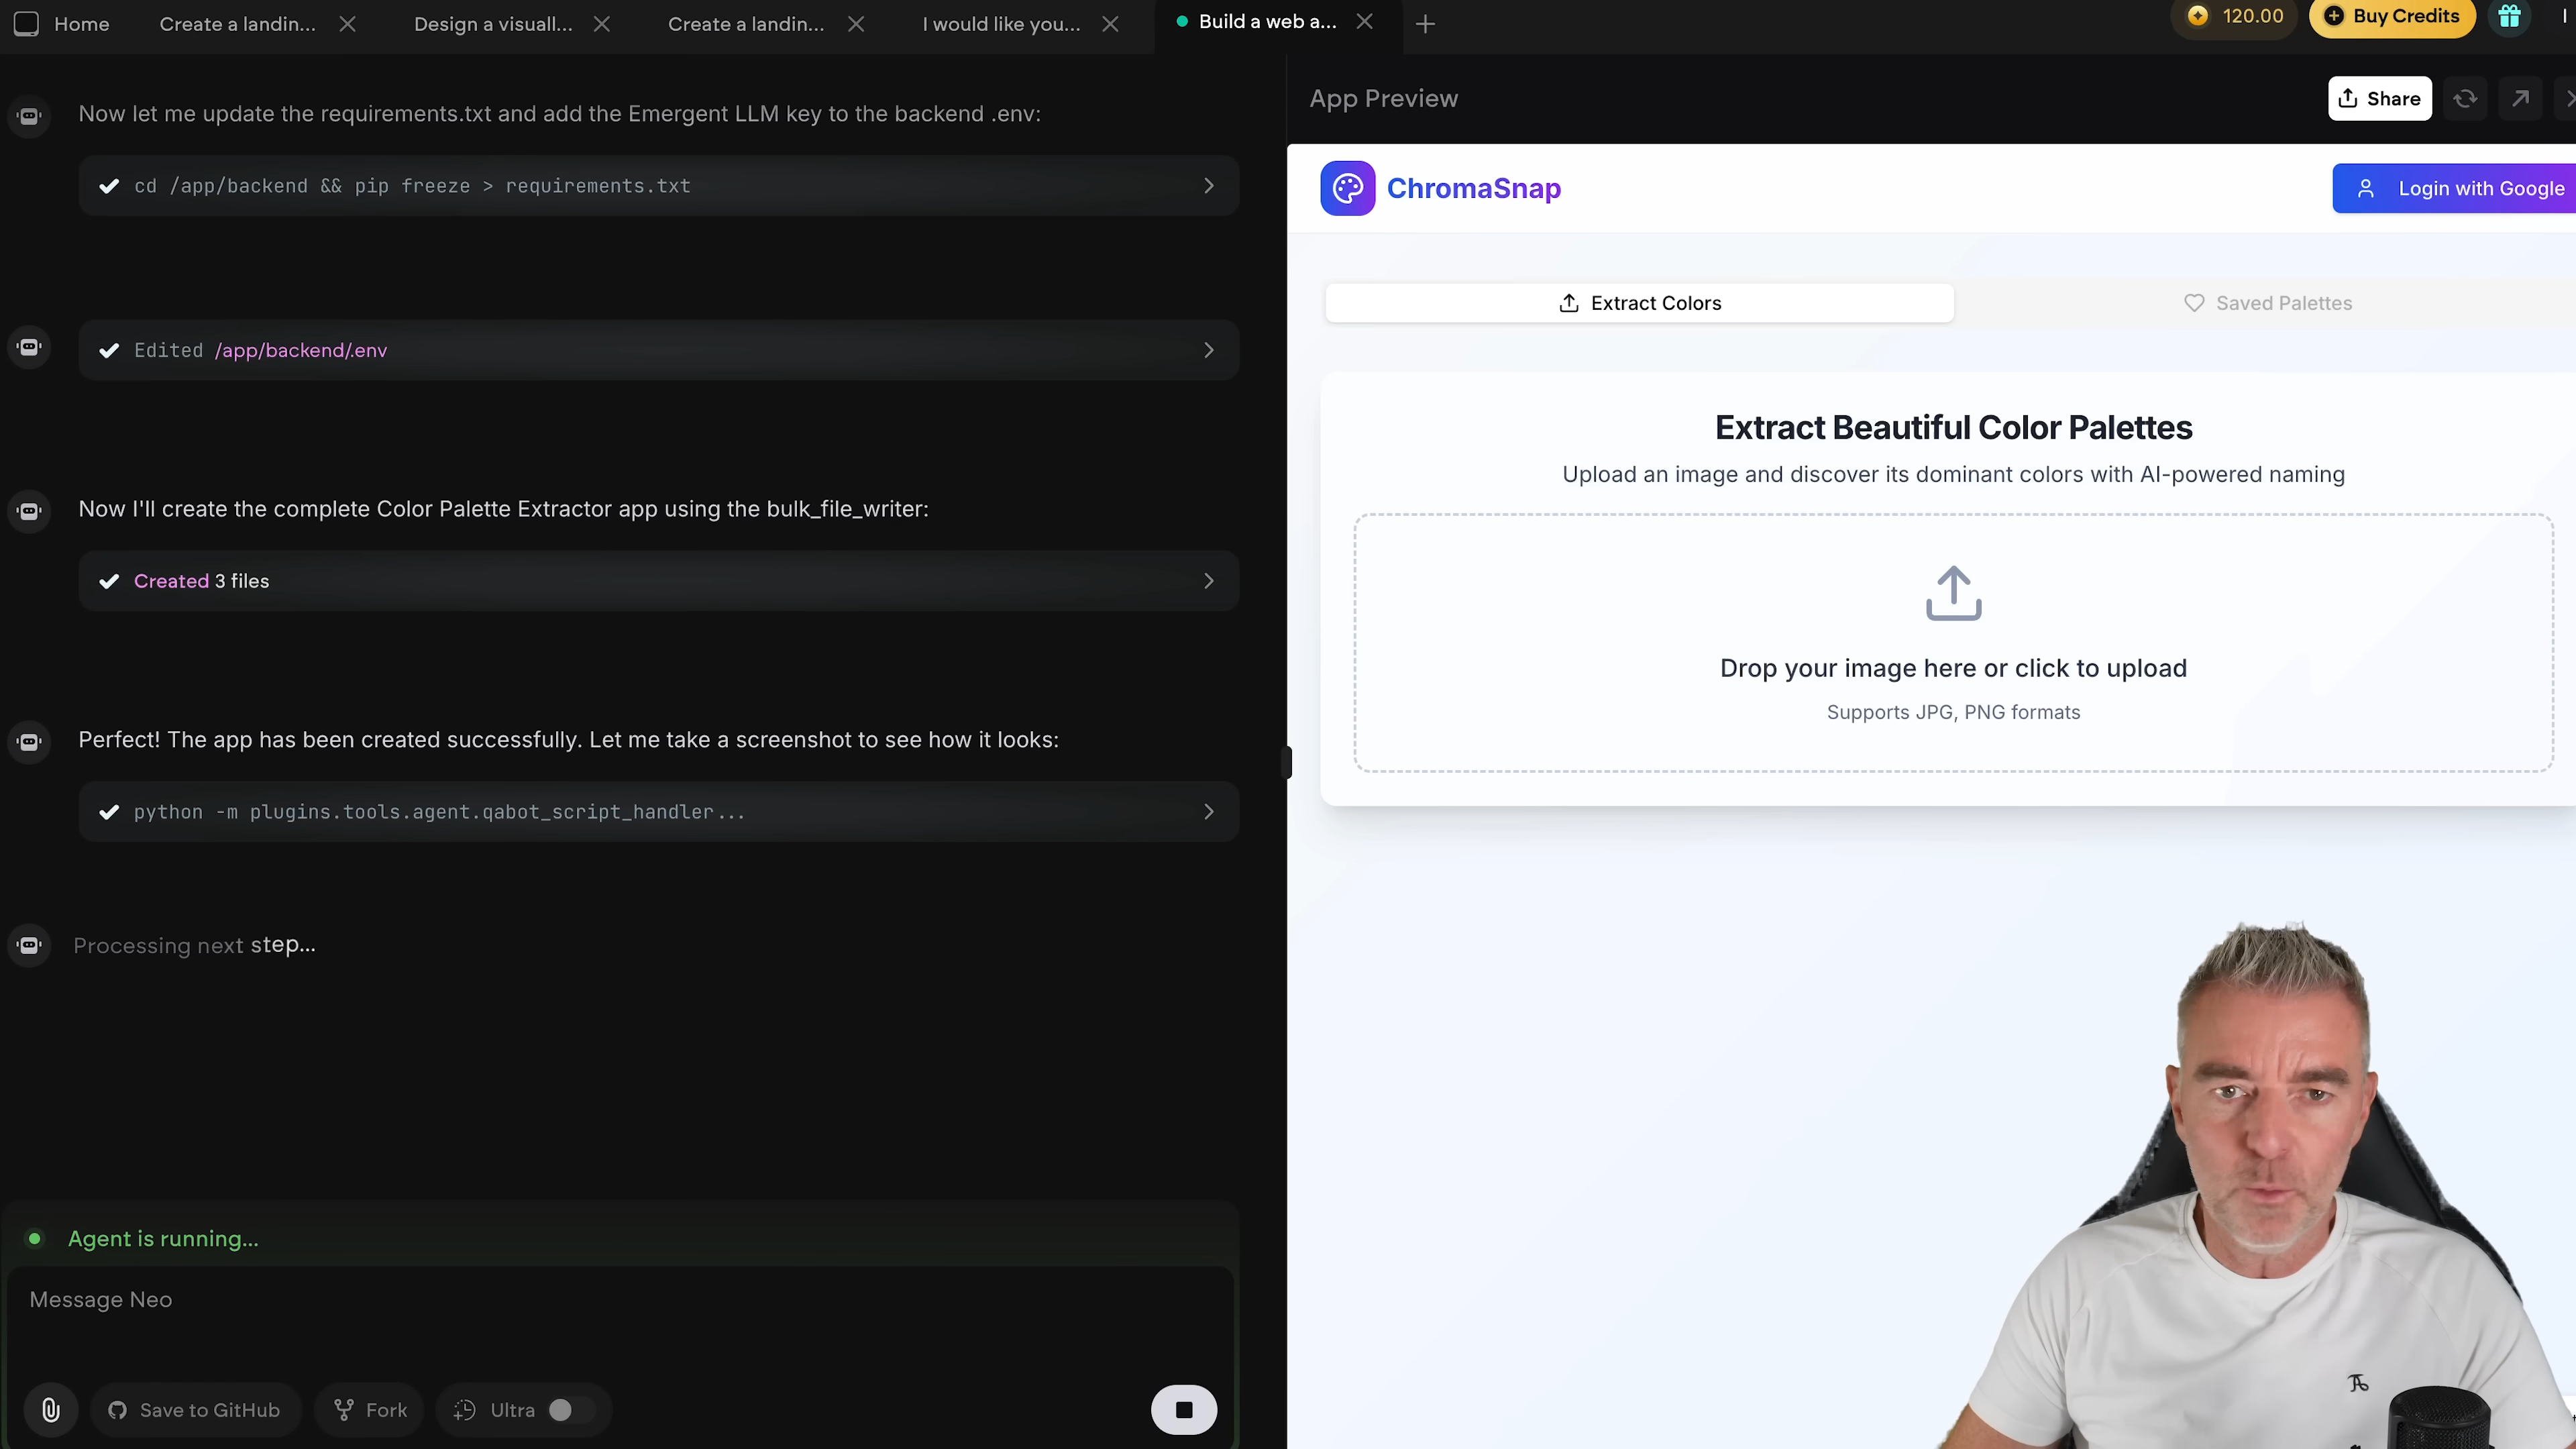 Home
Create a landin...
Design a visuall...
Create a landin...
I would like you...
Build a web a...
120.00
Buy Credits
Now let me update the requirements.txt and add the Emergent LLM key to the backend .env:
cd /app/backend && pip freeze > requirements.txt
Edited /app/backend/.env
Now I'll create the complete Color Palette Extractor app using the bulk_file_writer:
Created 3 files
Perfect! The app has been created successfully. Let me take a screenshot to see how it looks:
python -m plugins.tools.agent.qabot_script_handler...
Processing next step...
Agent is running...
Message Neo
Save to GitHub
Fork
Ultra
App Preview
Share
ChromaSnap
Login with Google
Extract Colors
Saved Palettes
Extract Beautiful Color Palettes
Upload an image and discover its dominant colors with AI-powered naming
Drop your image here or click to upload
Supports JPG, PNG formats